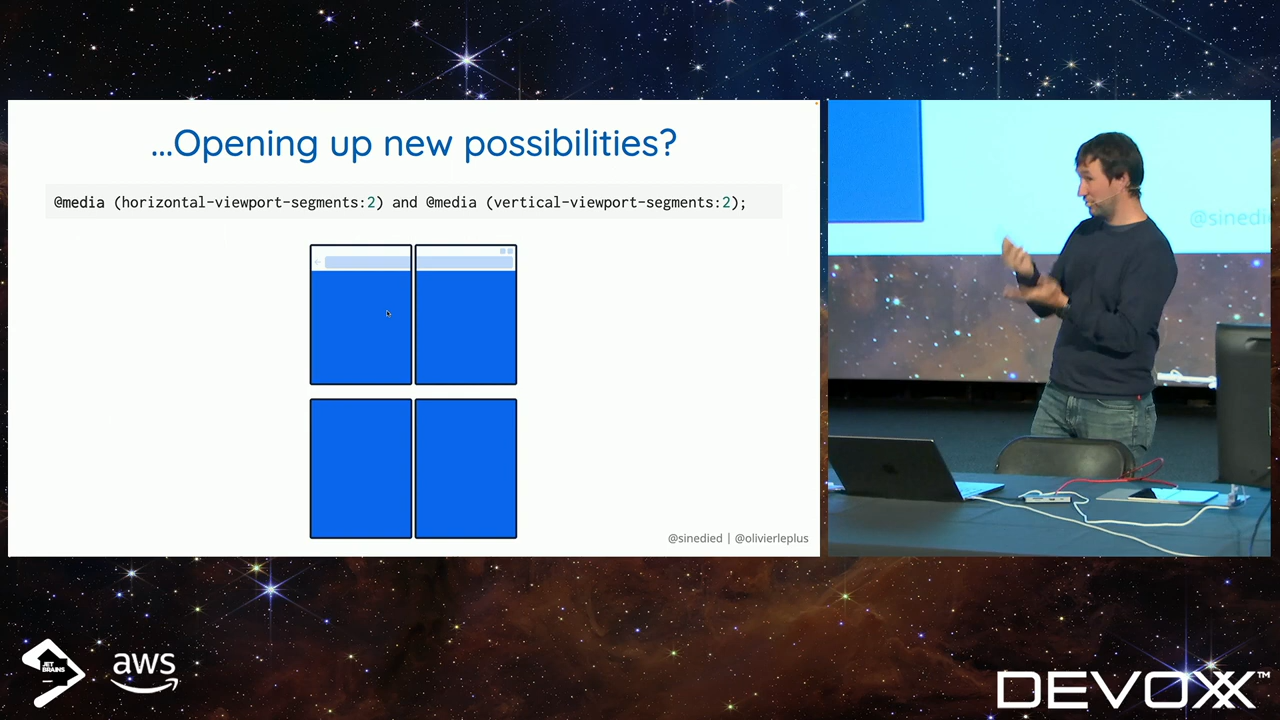 ...Opening up new possibilities?
@media (horizontal-viewport-segments:2) and @media (vertical-viewport-segments:2);
@sinedied | @olivierleplus
@sinedi
JET
BRAINS
aws
DEVOXX™